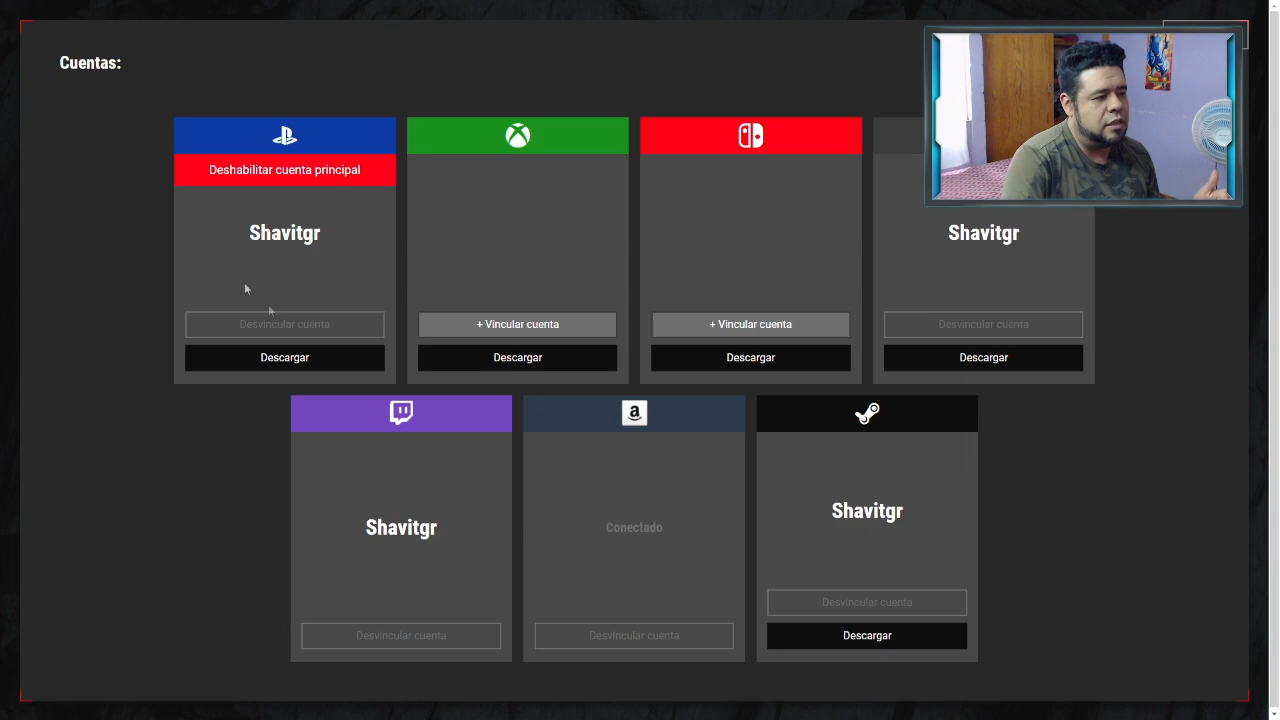 Cuentas:
Deshabilitar cuenta principal
Shavitgr
Desvincular cuenta
Descargar
+ Vincular cuenta
Descargar
+ Vincular cuenta
Descargar
Shavitgr
Desvincular cuenta
Descargar
Shavitgr
Desvincular cuenta
a
Conectado
Desvincular cuenta
Shavitgr
Desvincular cuenta
Descargar